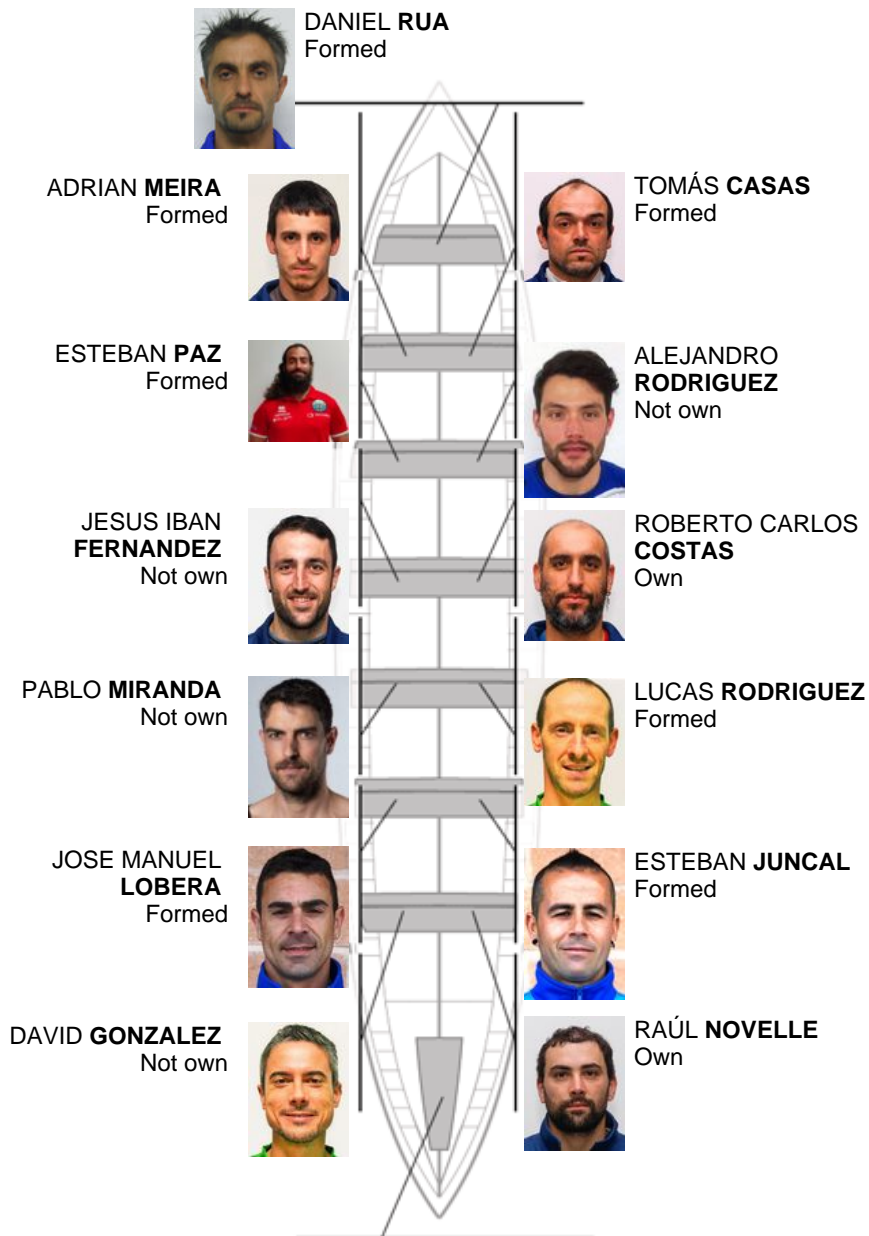 DANIEL RUA
Formed
ADRIAN MEIRA
Formed
TOMÁS CASAS
Formed
ESTEBAN PAZ
Formed
ALEJANDRO
RODRIGUEZ
Not own
JESUS IBAN
FERNANDEZ
Not own
ROBERTO CARLOS
COSTAS
Own
PABLO MIRANDA
Not own
LUCAS RODRIGUEZ
Formed
JOSE MANUEL
LOBERA
Formed
ESTEBAN JUNCAL
Formed
DAVID GONZALEZ
Not own
RAÚL NOVELLE
Own